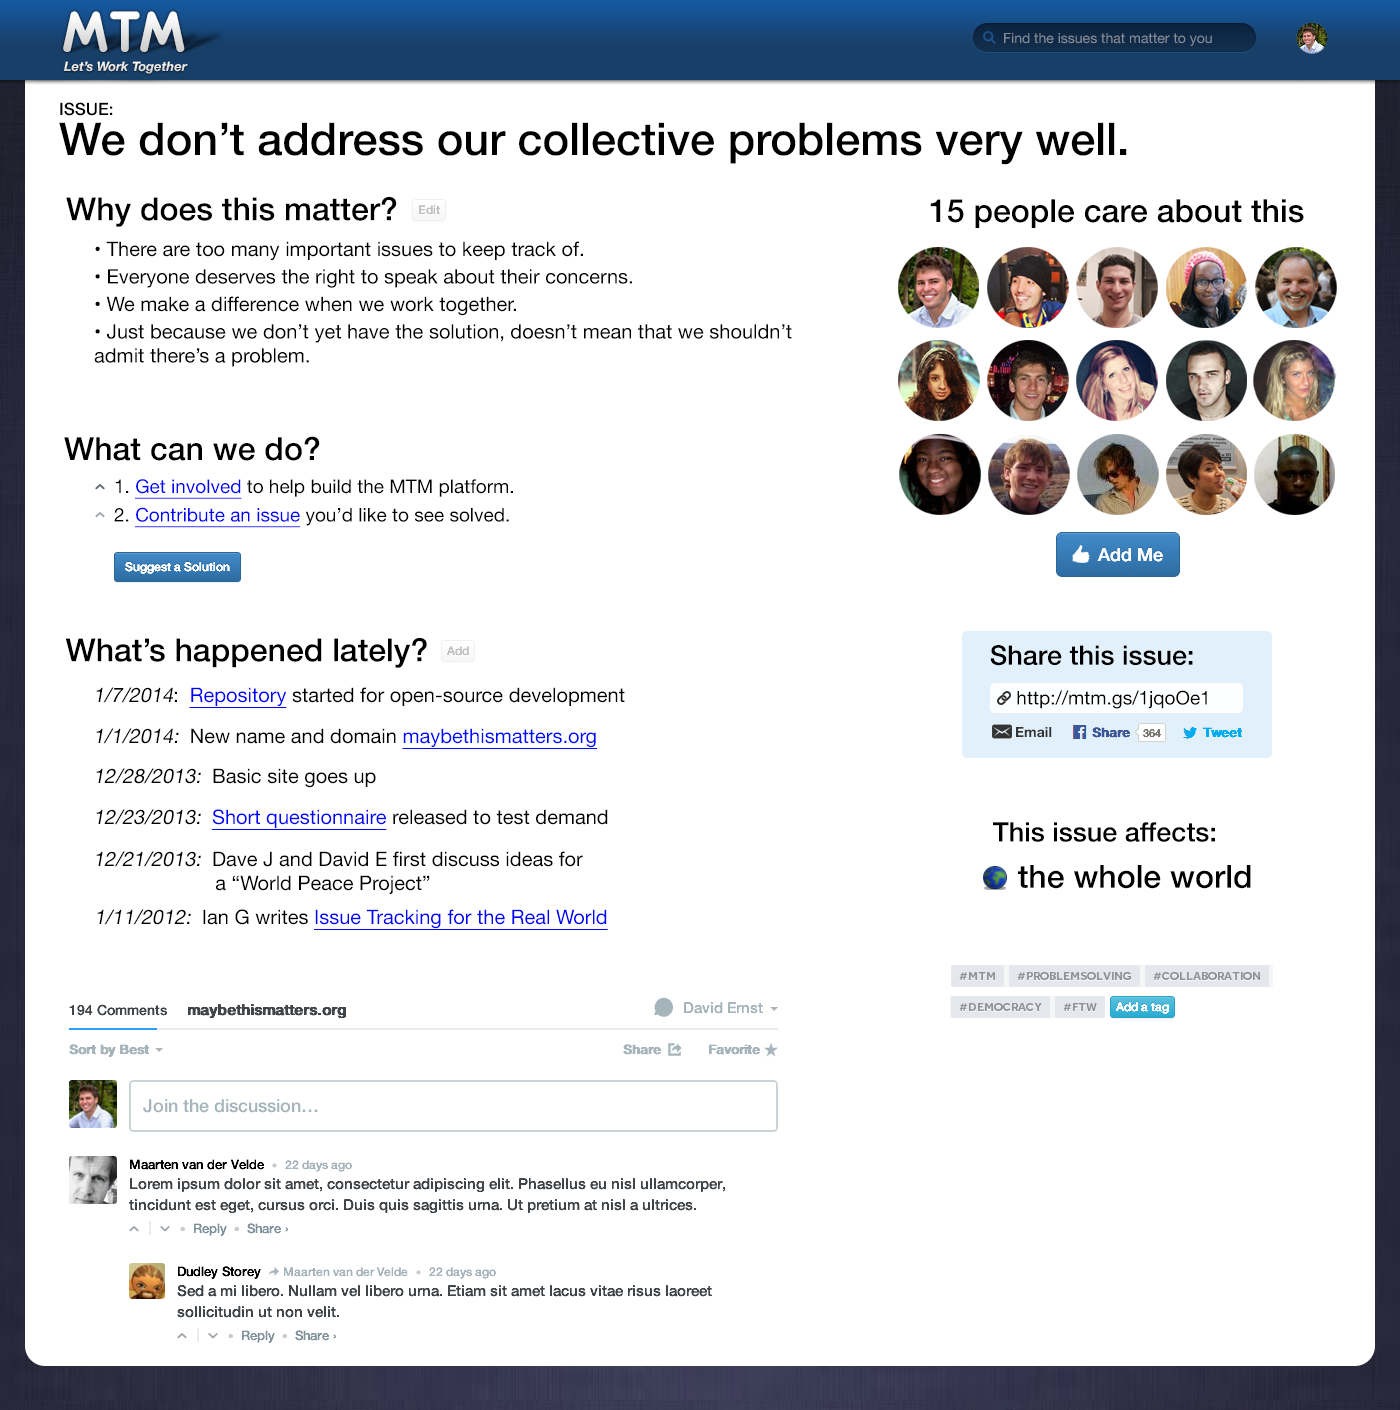 MTM
Let's Work Together
Find the issues that matter to you
ISSUE:
We don't address our collective problems very well.
Why does this matter?
Edit
• There are too many important issues to keep track of.
• Everyone deserves the right to speak about their concerns.
• We make a difference when we work together.
• Just because we don't yet have the solution, doesn't mean that we shouldn't
admit there's a problem.
What can we do?
1. Get involved to help build the MTM platform.
2. Contribute an issue you'd like to see solved.
Suggest a Solution
What's happened lately?
Add
1/7/2014: Repository started for open-source development
1/1/2014: New name and domain maybethismatters.org
12/28/2013: Basic site goes up
12/23/2013: Short questionnaire released to test demand
12/21/2013: Dave J and David E first discuss ideas for
a “World Peace Project”
1/11/2012: Ian G writes Issue Tracking for the Real World
15 people care about this
Add Me
Share this issue:
http://mtm.gs/1jqoOe1
Email Share 364 Tweet
This issue affects:
the whole world
#MTM #PROBLEMSOLVING #COLLABORATION
#DEMOCRACY #FTW Add a tag
194 Comments maybethismatters.org David Ernst
Sort by Best Share Favorite
Join the discussion...
Maarten van der Velde • 22 days ago
Lorem ipsum dolor sit amet, consectetur adipiscing elit. Phasellus eu nisl ullamcorper,
tincidunt est eget, cursus orci. Duis quis sagittis urna. Ut pretium at nisl a ultrices.
• Reply • Share ›
Dudley Storey Maarten van der Velde • 22 days ago
Sed a mi libero. Nullam vel libero urna. Etiam sit amet lacus vitae risus laoreet
sollicitudin ut non velit.
• Reply • Share ›